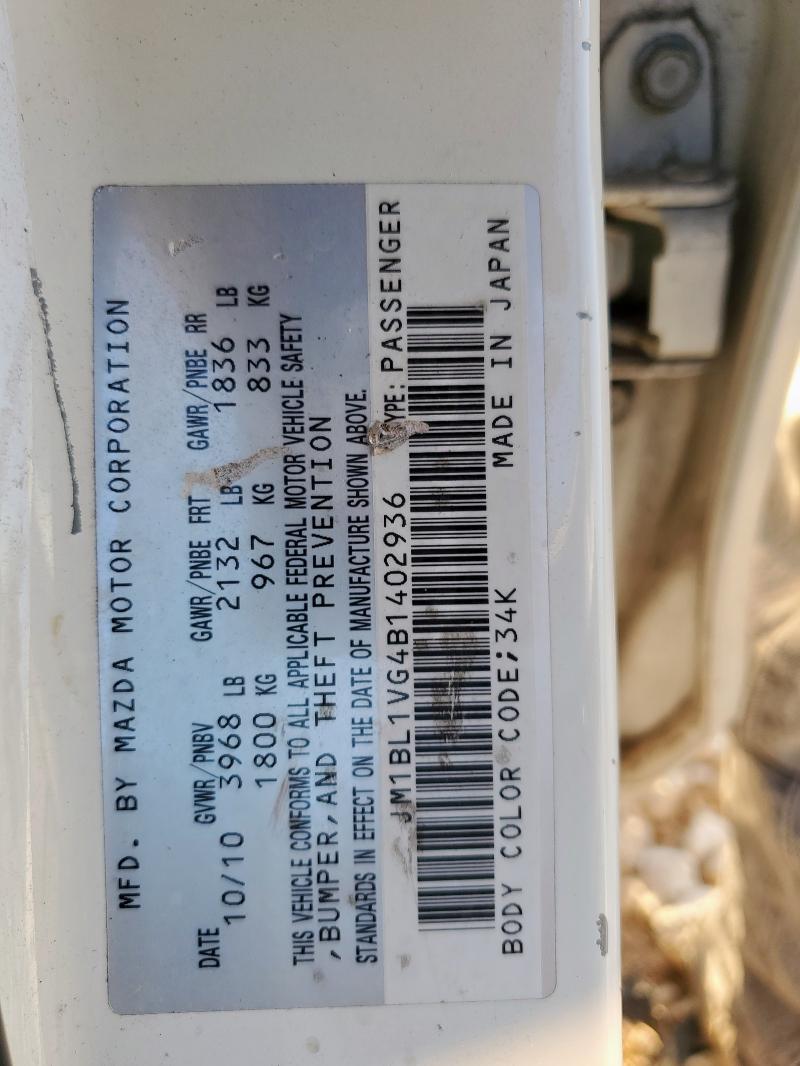 MFD. BY MAZDA MOTOR CORPORATION
DATE GVWR/PNBV GAWR/PNBE FRT GAWR/PNBE RR
10/10 3968 LB 2132 LB 1836 LB
1800 KG 967 KG 833 KG
THIS VEHICLE CONFORMS TO ALL APPLICABLE FEDERAL MOTOR VEHICLE SAFETY
,BUMPER,AND THEFT PREVENTION
STANDARDS IN EFFECT ON THE DATE OF MANUFACTURE SHOWN ABOVE.
JM1BL1VG4B1402936 YPE: PASSENGER
BODY COLOR CODE;34K MADE IN JAPAN